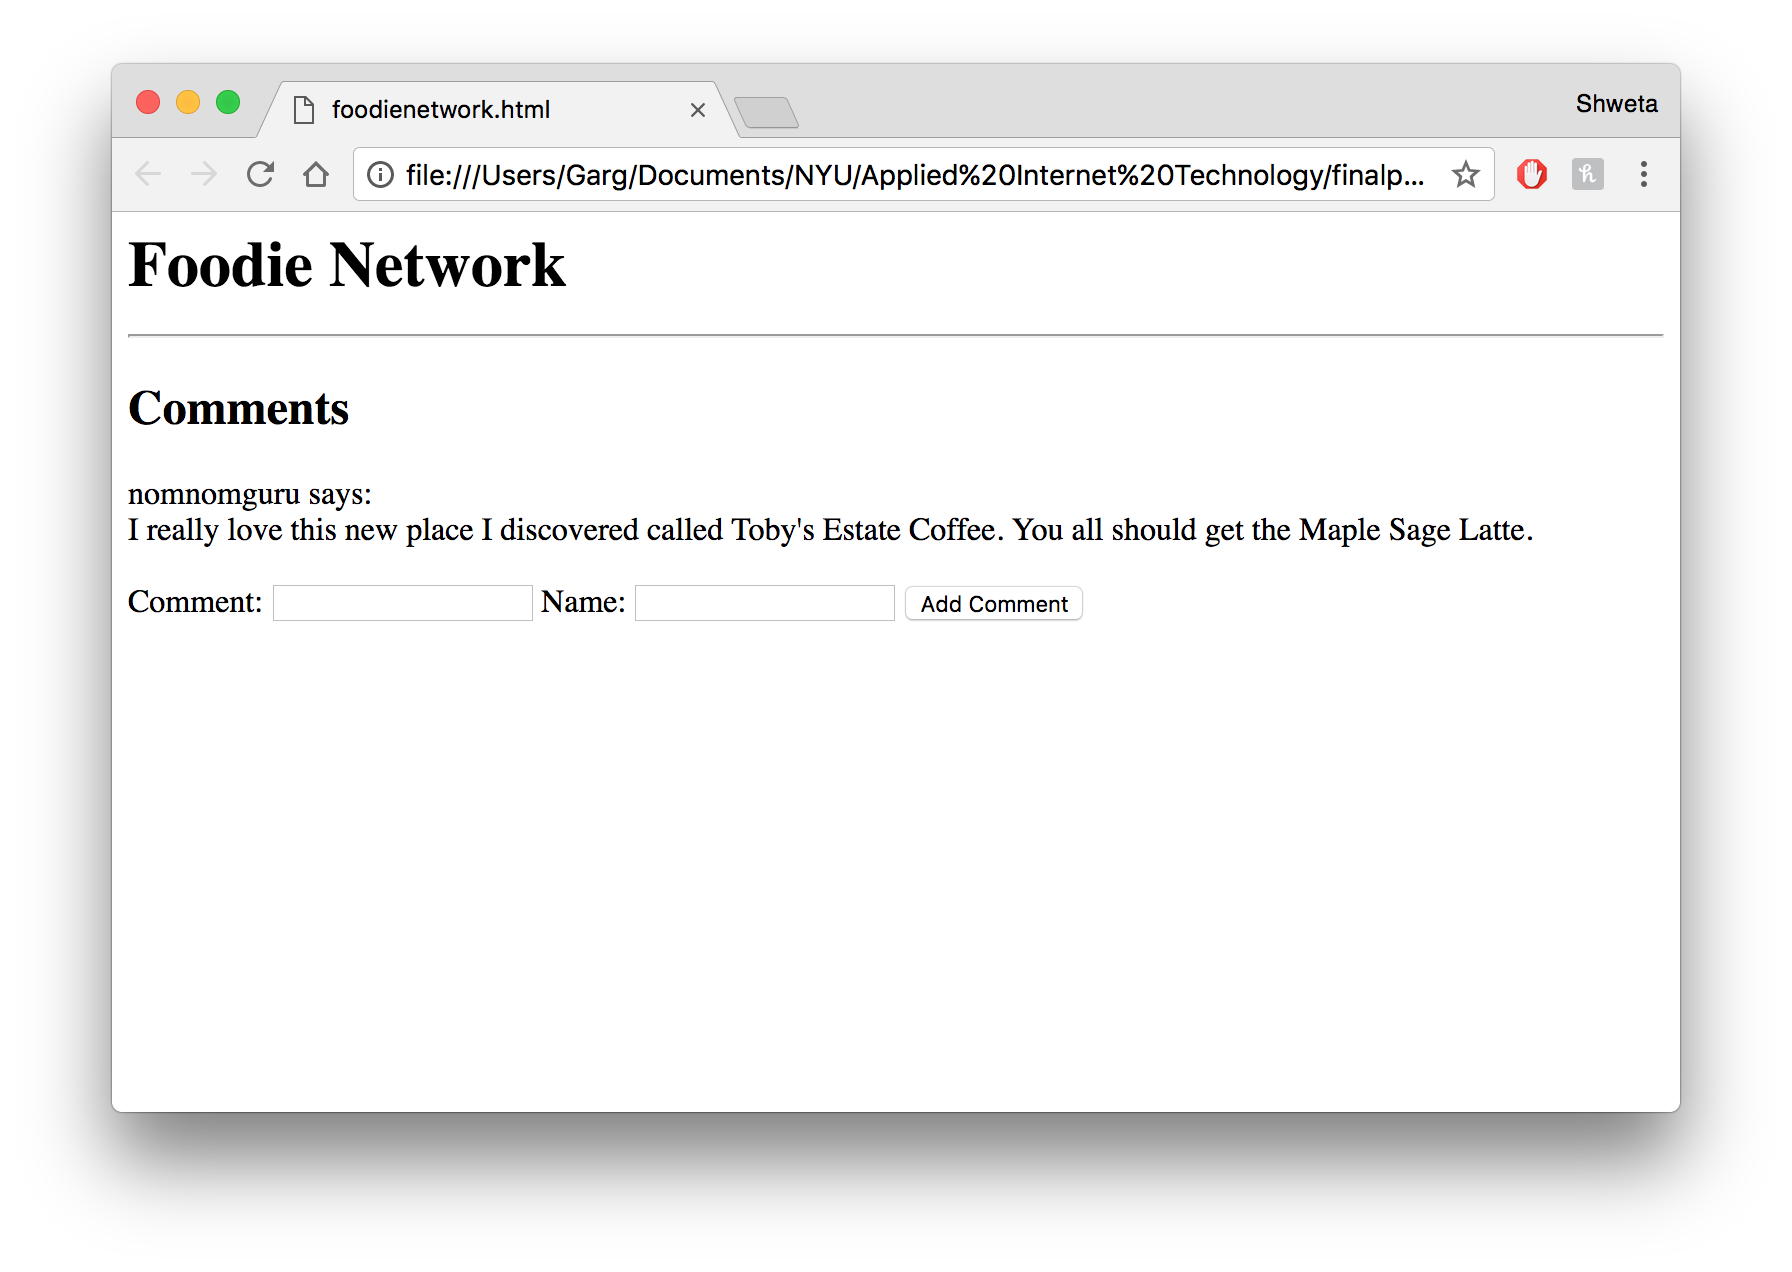 foodienetwork.html
Shweta
file:///Users/Garg/Documents/NYU/Applied%20Internet%20Technology/finalp...
Foodie Network
Comments
nomnomguru says:
I really love this new place I discovered called Toby's Estate Coffee. You all should get the Maple Sage Latte.
Comment: Name: Add Comment